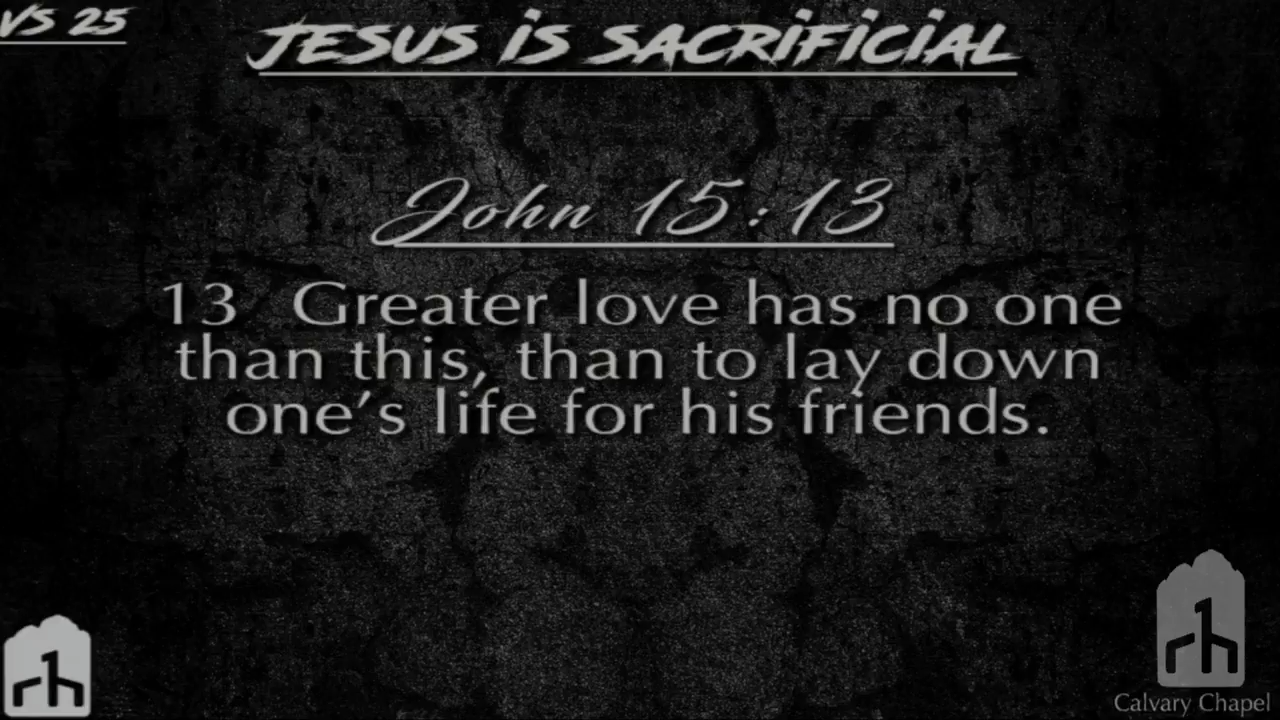 VS 25
JESUS IS SACRIFICIAL
John 15:13
13 Greater love has no one
than this, than to lay down
one's life for his friends.
Calvary Chapel